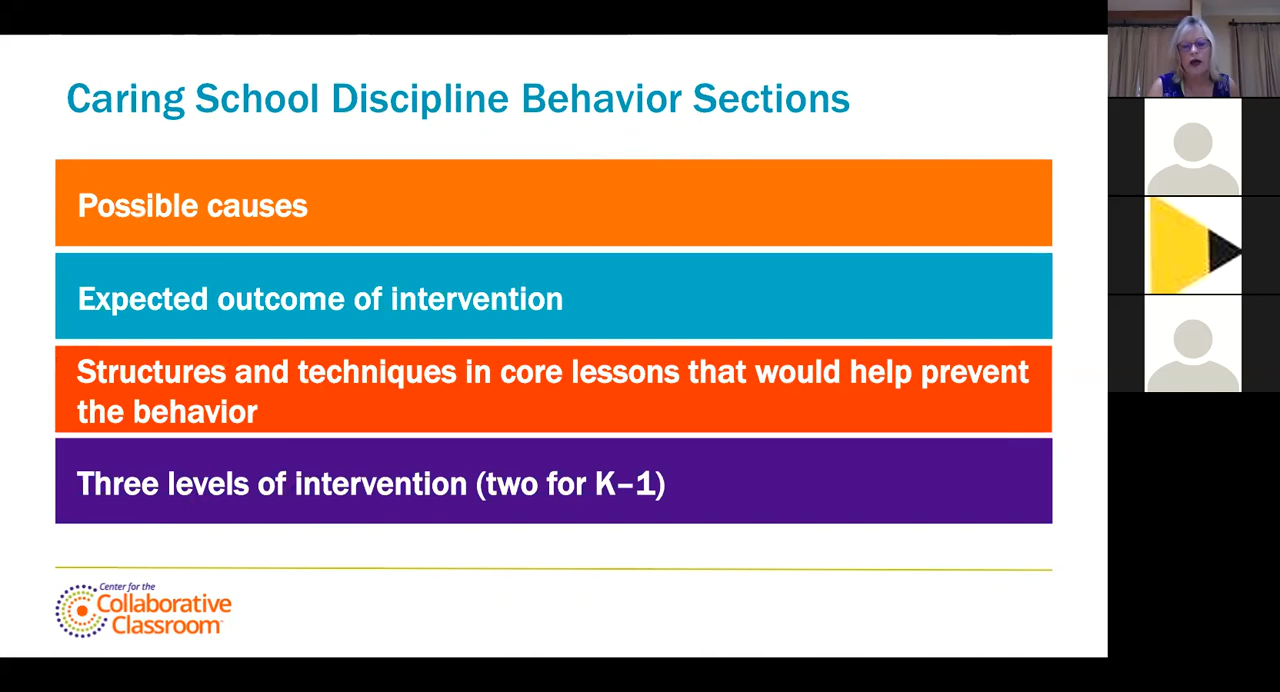 Caring School Discipline Behavior Sections
Possible causes
Expected outcome of intervention
Structures and techniques in core lessons that would help prevent
the behavior
Three levels of intervention (two for K–1)
Center for the
Collaborative
Classroom